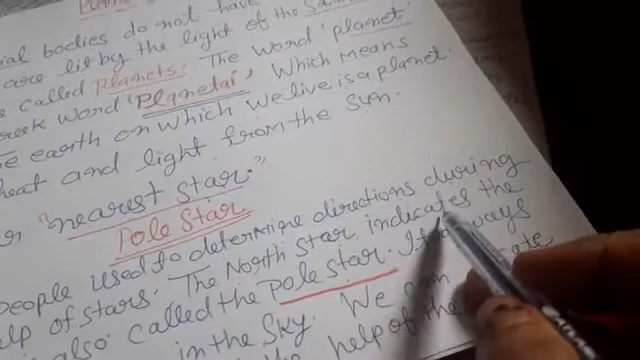 ial bodies do not have
are lit by the light of the
called Planets. The word 'planet'
word 'Planetai', which means
earth on which we live is a planet.
heat and light from the Sun.
"nearest star."
Pole Star
People used to determine directions during
help of stars. The North Star indicates the
also called the pole star. It always
in the sky. We can
help of the